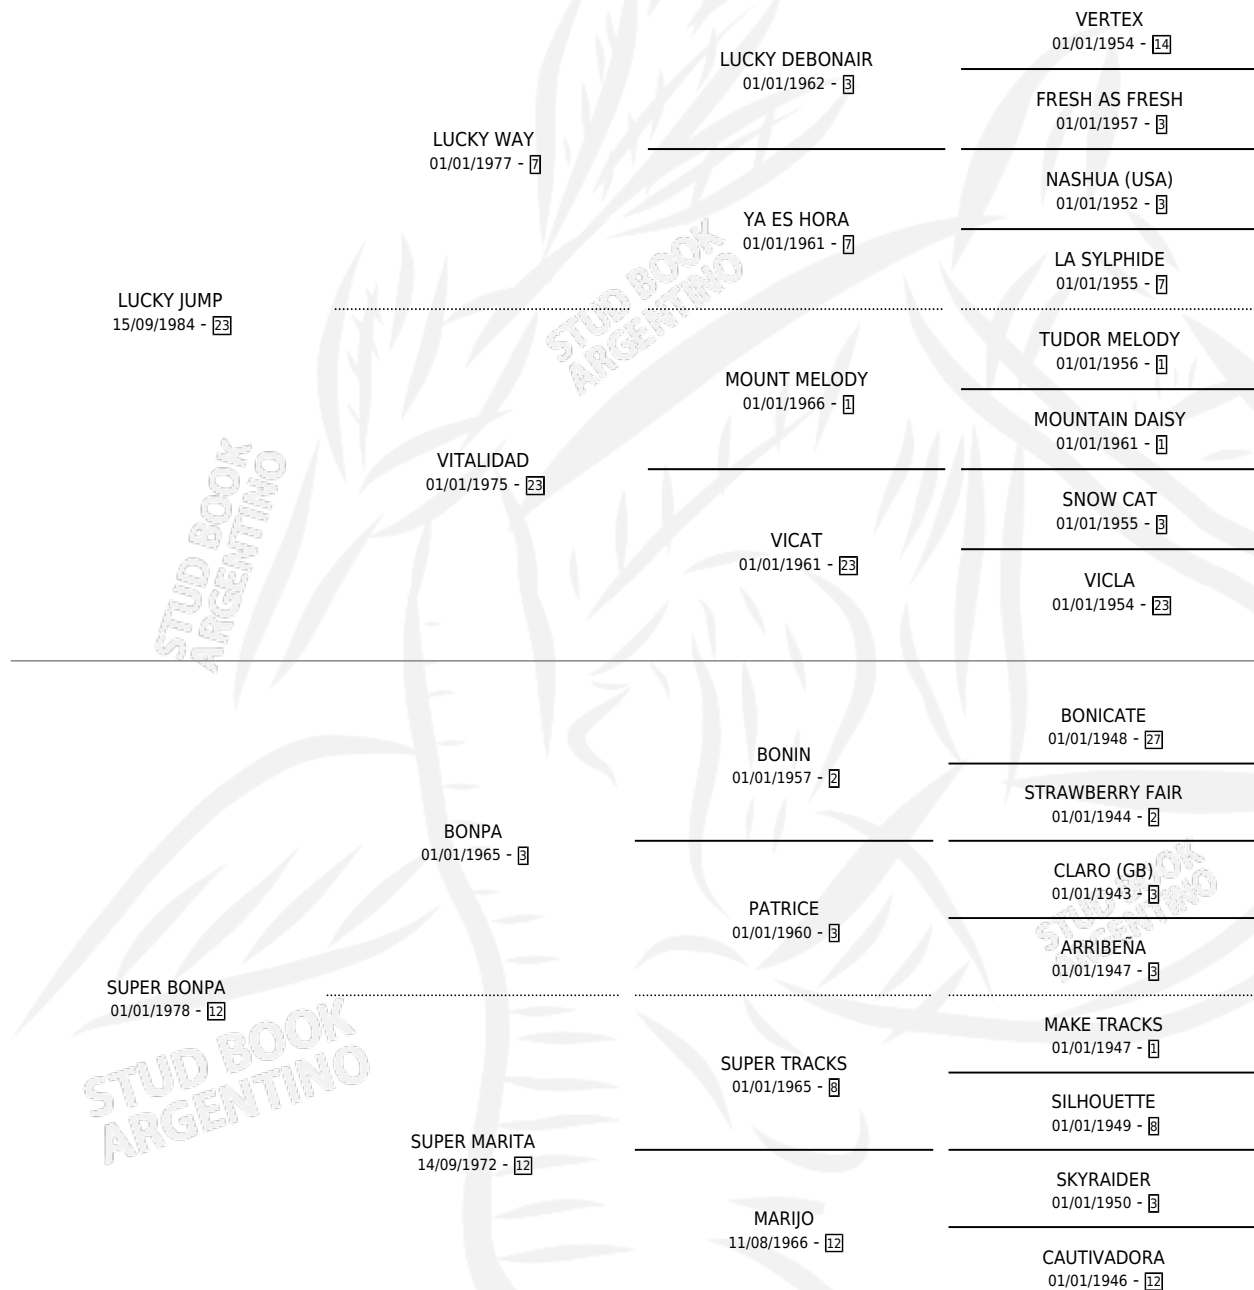 VERTEX
01/01/1954 - 14
LUCKY DEBONAIR
01/01/1962 - 3
FRESH AS FRESH
01/01/1957 - 3
LUCKY WAY
01/01/1977 - 7
NASHUA (USA)
01/01/1952 - 3
YA ES HORA
01/01/1961 - 7
LA SYLPHIDE
01/01/1955 - 7
LUCKY JUMP
15/09/1984 - 23
TUDOR MELODY
01/01/1956 - 1
MOUNT MELODY
01/01/1966 - 1
MOUNTAIN DAISY
01/01/1961 - 1
VITALIDAD
01/01/1975 - 23
SNOW CAT
01/01/1955 - 3
VICAT
01/01/1961 - 23
VICLA
01/01/1954 - 23
BONICATE
01/01/1948 - 27
BONIN
01/01/1957 - 2
STRAWBERRY FAIR
01/01/1944 - 2
BONPA
01/01/1965 - 3
CLARO (GB)
01/01/1943 - 3
PATRICE
01/01/1960 - 3
ARRIBEÑA
01/01/1947 - 3
SUPER BONPA
01/01/1978 - 12
MAKE TRACKS
01/01/1947 - 1
SUPER TRACKS
01/01/1965 - 8
SILHOUETTE
01/01/1949 - 8
SUPER MARITA
14/09/1972 - 12
SKYRAIDER
01/01/1950 - 3
MARIJO
11/08/1966 - 12
CAUTIVADORA
01/01/1946 - 12
STUD BOOK
ARGENTINO
STUD BOOK
ARGENTINO
STUD BOOK
ARGENTINO
STUD BOOK
ARGENTINO